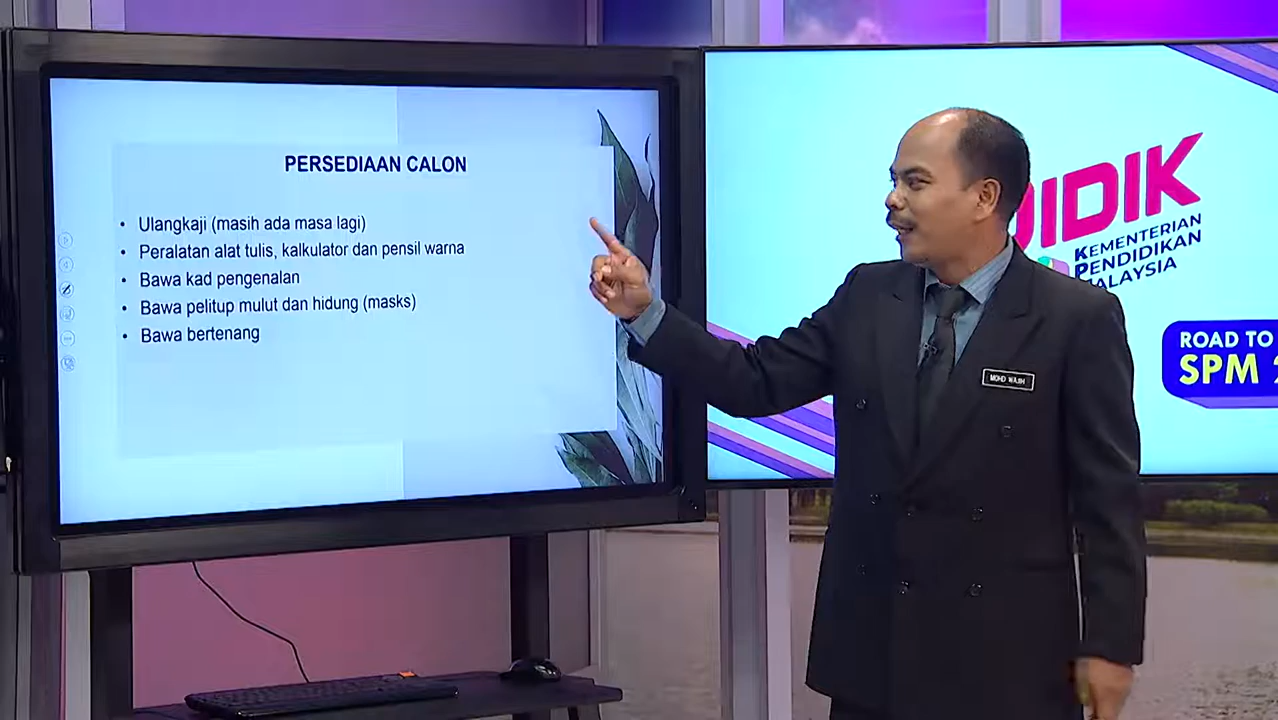 PERSEDIAAN CALON
• Ulangkaji (masih ada masa lagi)
• Peralatan alat tulis, kalkulator dan pensil warna
• Bawa kad pengenalan
• Bawa pelitup mulut dan hidung (masks)
• Bawa bertenang
DIDIK
KEMENTERIAN
PENDIDIKAN
MALAYSIA
ROAD TO
SPM 2
MOHD WAJIH